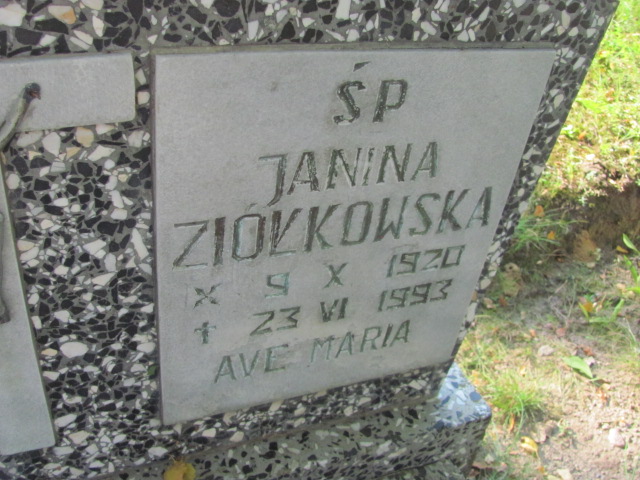 ŚP
JANINA
ZIÓŁKOWSKA
× 9 X 1920
† 23 VI 1993
AVE MARIA